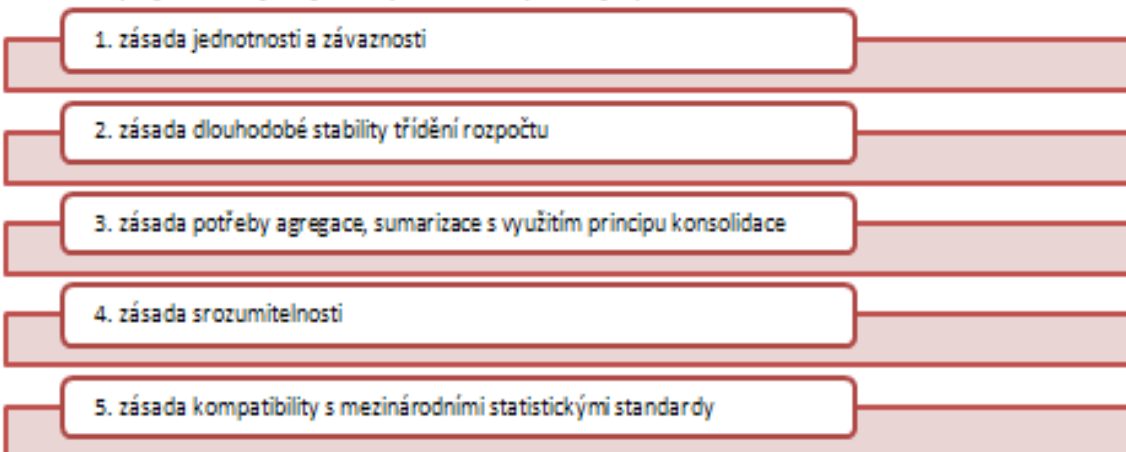 1. zásada jednotnosti a závaznosti
2. zásada dlouhodobé stability třídění rozpočtu
3. zásada potřeby agregace, sumarizace s využitím principu konsolidace
4. zásada srozumitelnosti
5. zásada kompatibility s mezinárodními statistickými standardy